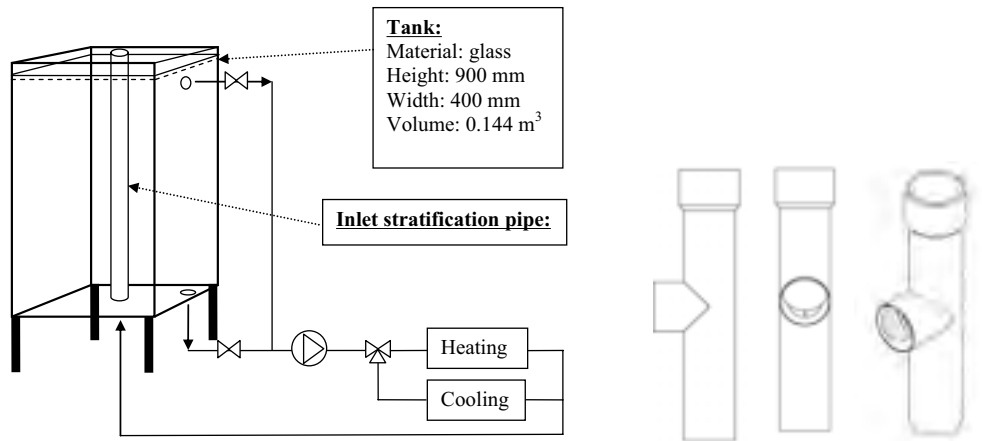 Tank:
Material: glass
Height: 900 mm
Width: 400 mm
Volume: 0.144 m³
Inlet stratification pipe:
Heating
Cooling